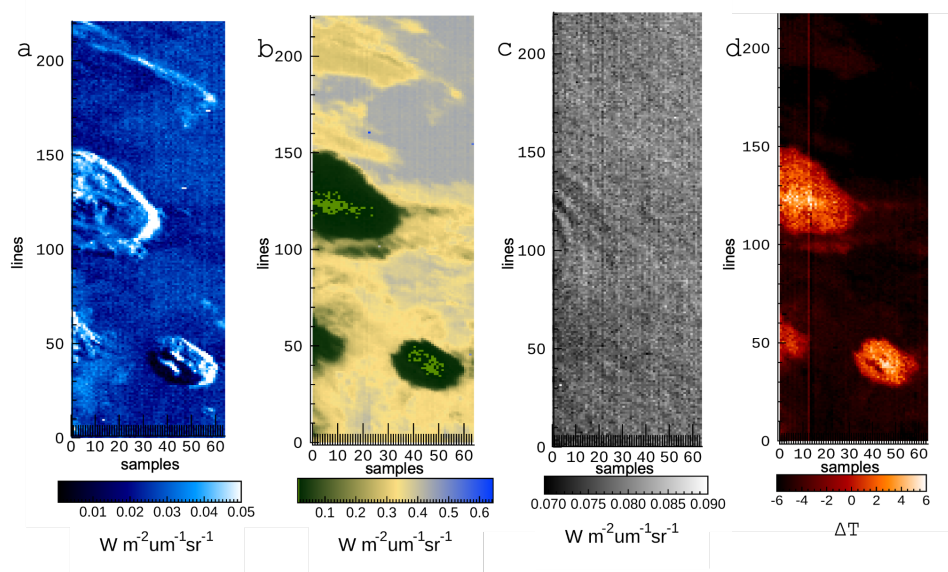 a b c d
200 200 200 200
150 150 150 150
100 100 100 100
50 50 50 50
0 0 0 0
lines lines lines lines
0 10 20 30 40 50 60 0 10 20 30 40 50 60 0 10 20 30 40 50 60 0 10 20 30 40 50 60
samples samples samples samples
0.01 0.02 0.03 0.04 0.05 0.1 0.2 0.3 0.4 0.5 0.6 0.070 0.075 0.080 0.085 0.090 -6 -4 -2 0 2 4 6
W m⁻²um⁻¹sr⁻¹ W m⁻²um⁻¹sr⁻¹ W m⁻²um⁻¹sr⁻¹ ΔT